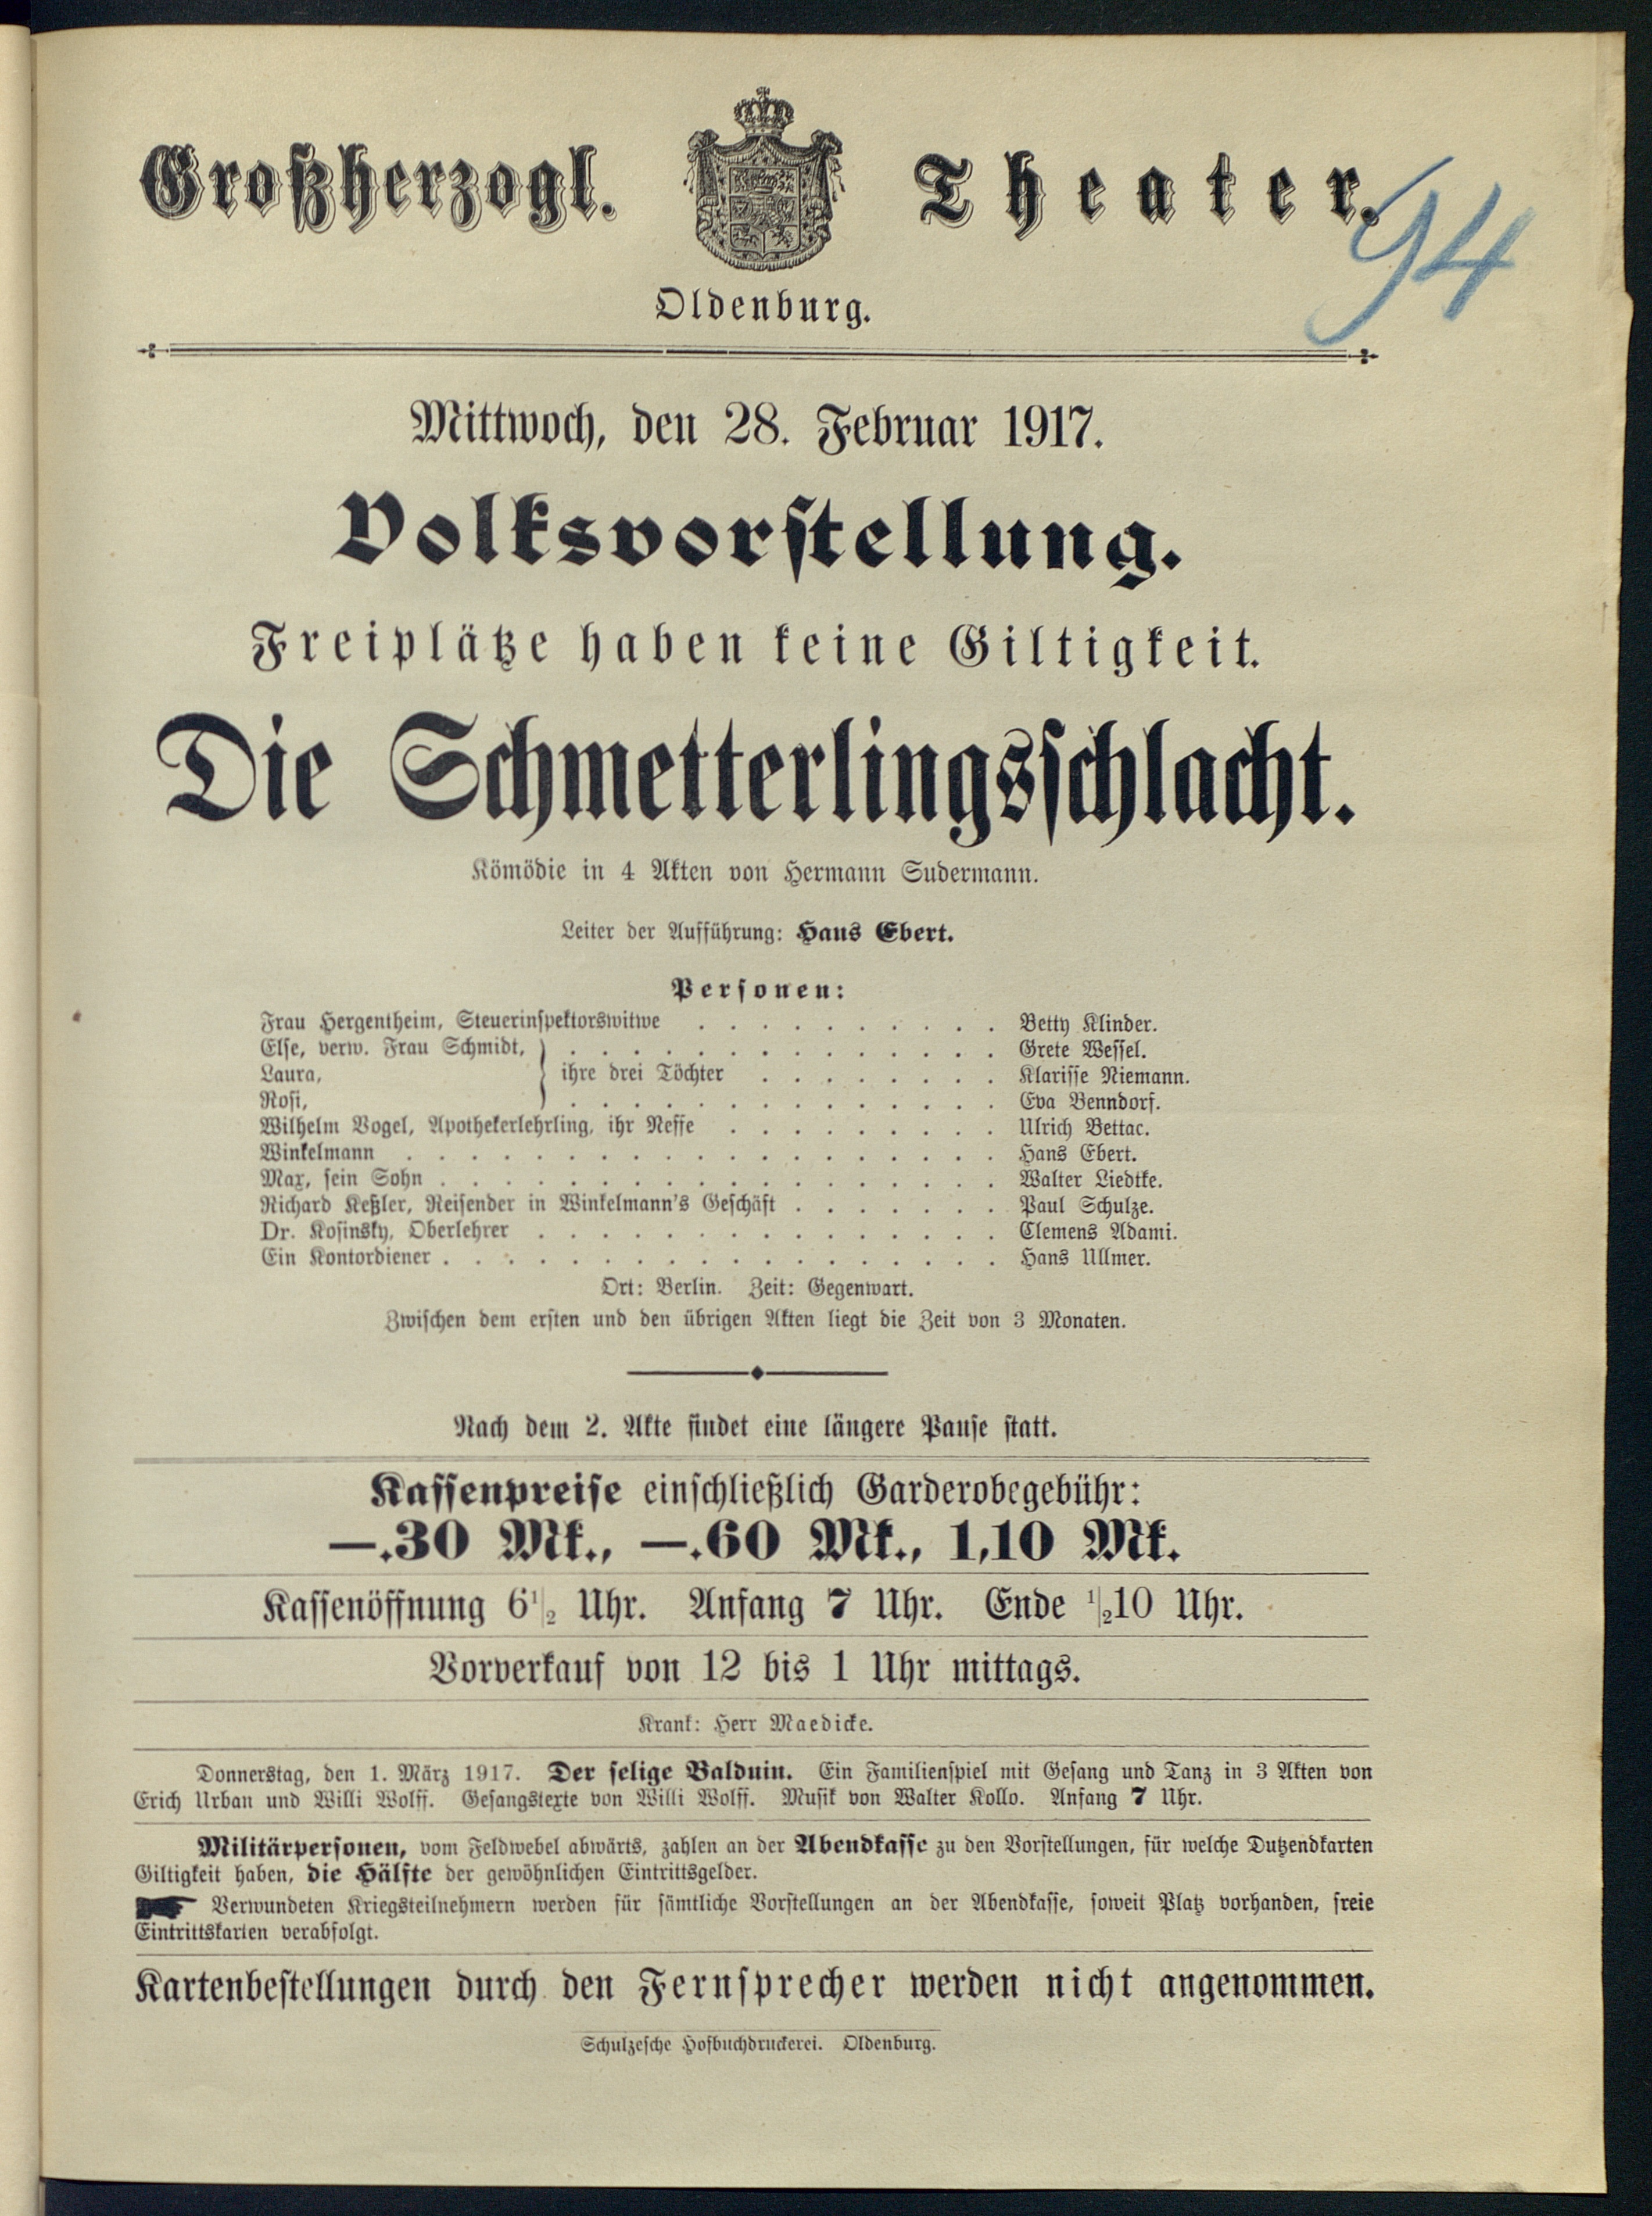 Großherzogl. Theater.
94
Oldenburg.
Mittwoch, den 28. Februar 1917.
Volksvorstellung.
Freiplätze haben keine Giltigkeit.
Die Schmetterlingsschlacht.
Kömödie in 4 Akten von Hermann Sudermann.
Leiter der Aufführung: Hans Ebert.
Personen:
Frau Hergentheim, Steuerinspektorswitwe . . . . . . . . . . Betty Klinder.
Else, verw. Frau Schmidt, . . . . . . . . . . . . . . Grete Wessel.
Laura, } ihre drei Töchter . . . . . . . . Klarisse Niemann.
Rosi, . . . . . . . . . . . . . . Eva Benndorf.
Wilhelm Vogel, Apothekerlehrling, ihr Neffe . . . . . . . . . Ulrich Bettac.
Winkelmann . . . . . . . . . . . . . . . . . . . Hans Ebert.
Max, sein Sohn . . . . . . . . . . . . . . . . . . Walter Liedtke.
Richard Keßler, Reisender in Winkelmann's Geschäft . . . . . . . Paul Schulze.
Dr. Kosinsky, Oberlehrer . . . . . . . . . . . . . . . Clemens Adami.
Ein Kontordiener . . . . . . . . . . . . . . . . . . Hans Ullmer.
Ort: Berlin. Zeit: Gegenwart.
Zwischen dem ersten und den übrigen Akten liegt die Zeit von 3 Monaten.
Nach dem 2. Akte findet eine längere Pause statt.
Kassenpreise einschließlich Garderobegebühr:
—.30 Mk., —.60 Mk., 1,10 Mk.
Kassenöffnung 6½ Uhr. Anfang 7 Uhr. Ende ½10 Uhr.
Vorverkauf von 12 bis 1 Uhr mittags.
Krank: Herr Maedicke.
Donnerstag, den 1. März 1917. Der selige Balduin. Ein Familienspiel mit Gesang und Tanz in 3 Akten von
Erich Urban und Willi Wolff. Gesangstexte von Willi Wolff. Musik von Walter Kollo. Anfang 7 Uhr.
Militärpersonen, vom Feldwebel abwärts, zahlen an der Abendkasse zu den Vorstellungen, für welche Dutzendkarten
Giltigkeit haben, die Hälfte der gewöhnlichen Eintrittsgelder.
Verwundeten Kriegsteilnehmern werden für sämtliche Vorstellungen an der Abendkasse, soweit Platz vorhanden, freie
Eintrittskarten verabfolgt.
Kartenbestellungen durch den Fernsprecher werden nicht angenommen.
Schulzesche Hofbuchdruckerei. Oldenburg.